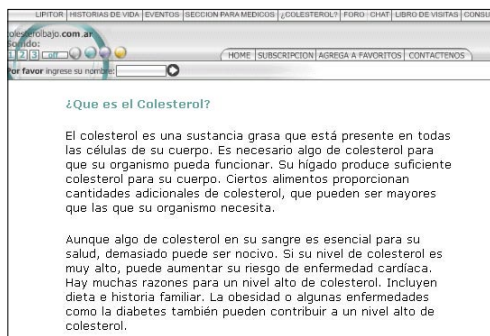 LIPITOR | HISTORIAS DE VIDA | EVENTOS | SECCION PARA MEDICOS | ¿COLESTEROL? | FORO | CHAT | LIBRO DE VISITAS | CONSU
colesterolbajo.com.ar
Sonido:
1 2 3 off
HOME | SUBSCRIPCION | AGREGA A FAVORITOS | CONTACTENOS
Por favor ingrese su nombre:
¿Que es el Colesterol?
El colesterol es una sustancia grasa que está presente en todas
las células de su cuerpo. Es necesario algo de colesterol para
que su organismo pueda funcionar. Su hígado produce suficiente
colesterol para su cuerpo. Ciertos alimentos proporcionan
cantidades adicionales de colesterol, que pueden ser mayores
que las que su organismo necesita.
Aunque algo de colesterol en su sangre es esencial para su
salud, demasiado puede ser nocivo. Si su nivel de colesterol es
muy alto, puede aumentar su riesgo de enfermedad cardíaca.
Hay muchas razones para un nivel alto de colesterol. Incluyen
dieta e historia familiar. La obesidad o algunas enfermedades
como la diabetes también pueden contribuir a un nivel alto de
colesterol.